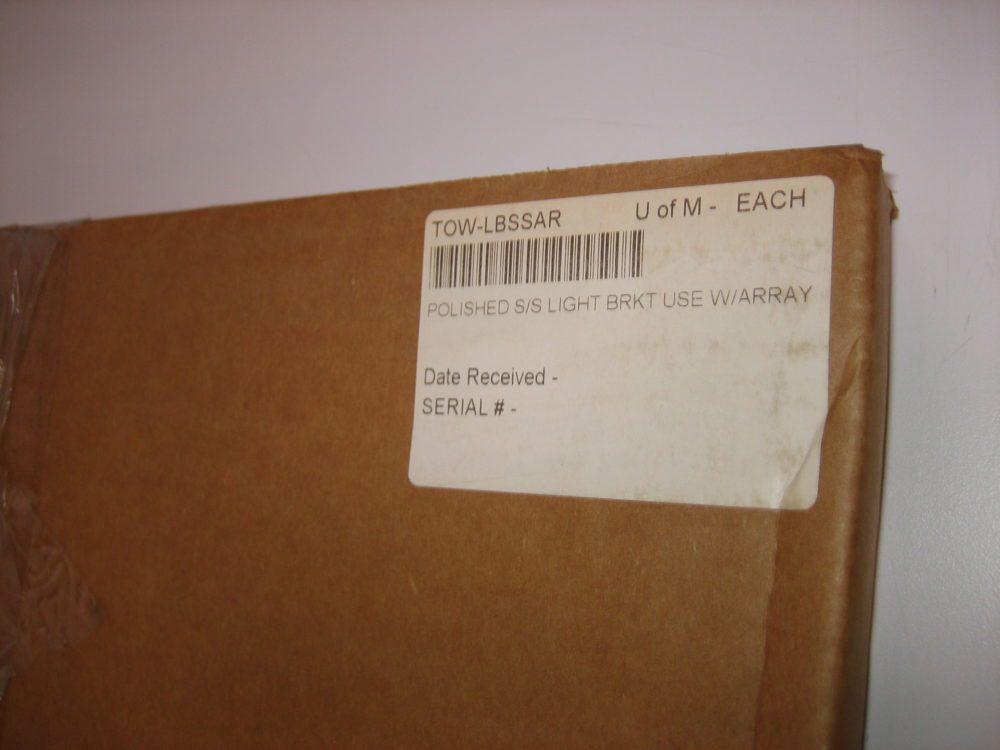 TOW-LBSSAR U of M - EACH
POLISHED S/S LIGHT BRKT USE W/ARRAY
Date Received -
SERIAL # -